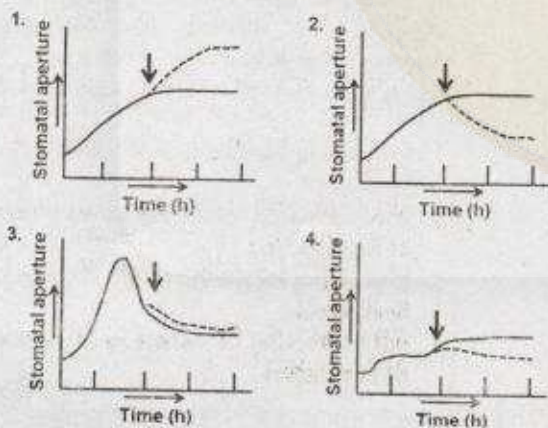 1.
Stomatal aperture
Time (h)
2.
Stomatal aperture
Time (h)
3.
Stomatal aperture
Time (h)
4.
Stomatal aperture
Time (h)